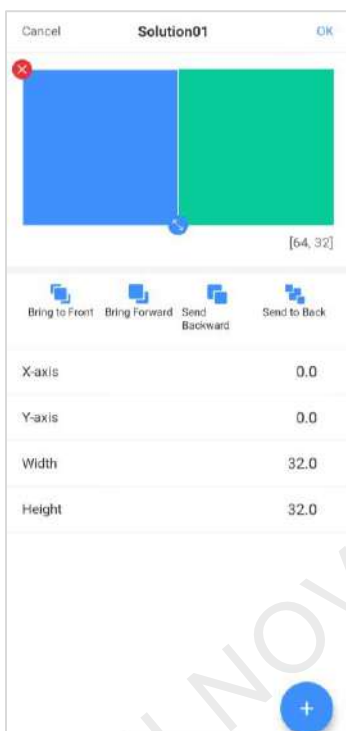 Cancel Solution01 OK
[64, 32]
Bring to Front Bring Forward Send Backward Send to Back
X-axis 0.0
Y-axis 0.0
Width 32.0
Height 32.0